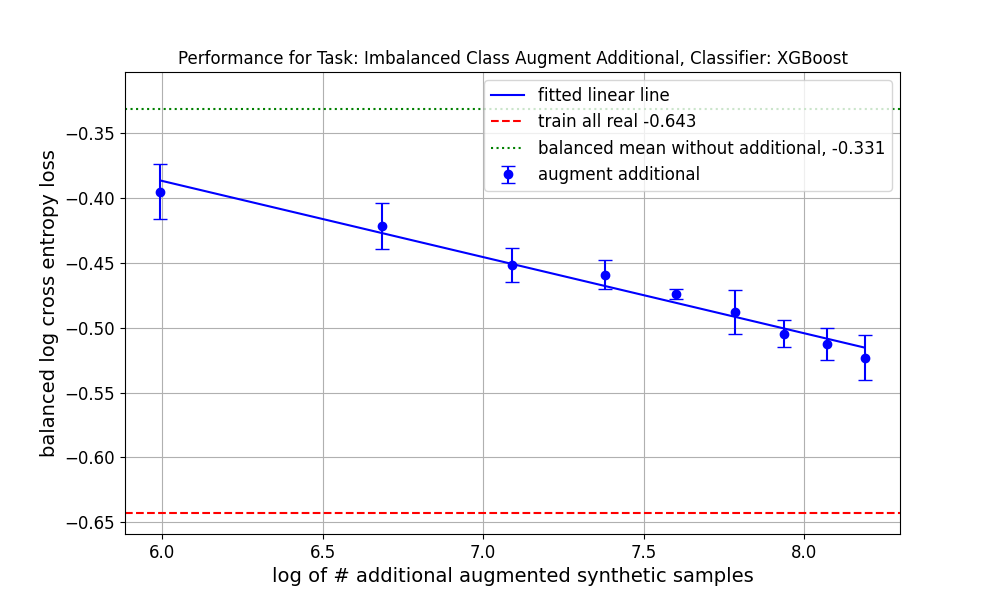 Performance for Task: Imbalanced Class Augment Additional, Classifier: XGBoost
fitted linear line
train all real -0.643
balanced mean without additional, -0.331
augment additional
balanced log cross entropy loss
−0.35
−0.40
−0.45
−0.50
−0.55
−0.60
−0.65
6.0 6.5 7.0 7.5 8.0
log of # additional augmented synthetic samples